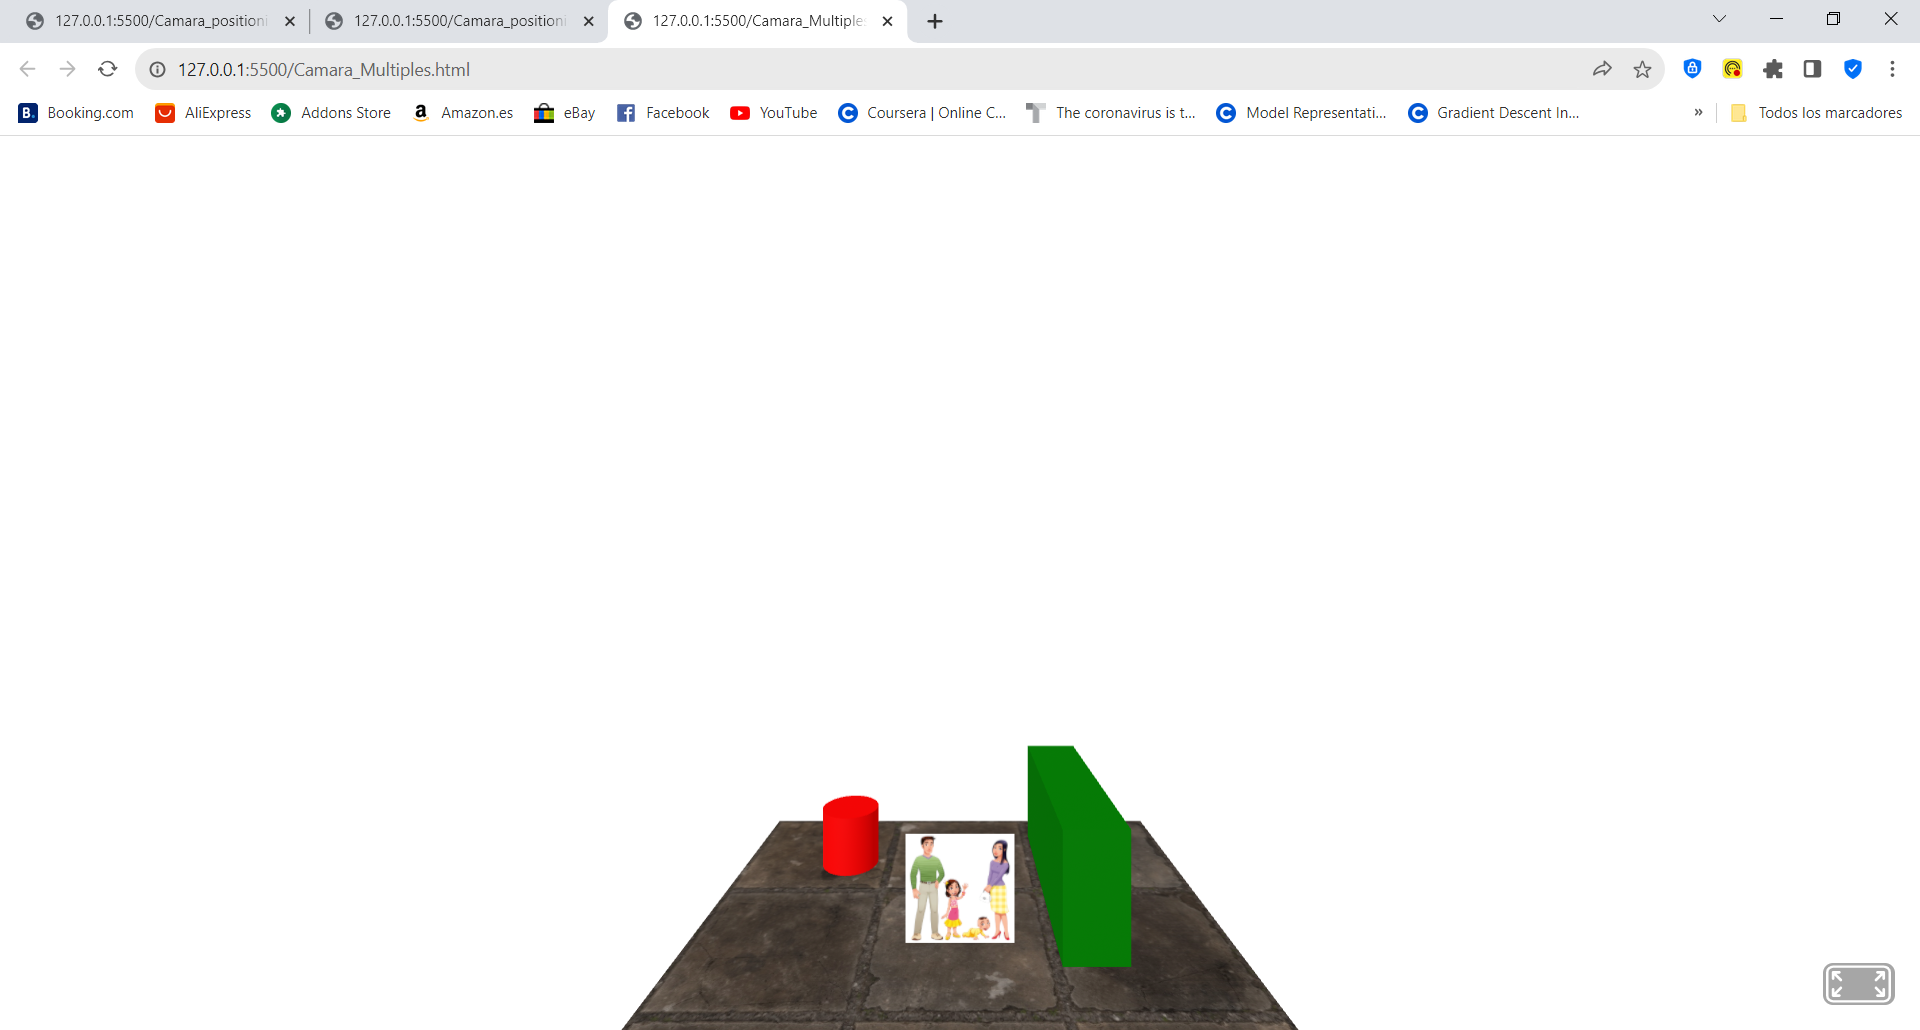 127.0.0.1:5500/Camara_positioni
127.0.0.1:5500/Camara_positioni
127.0.0.1:5500/Camara_Multiple
127.0.0.1:5500/Camara_Multiples.html
B. Booking.com
AliExpress
Addons Store
a Amazon.es
eBay
Facebook
YouTube
C Coursera | Online C...
T The coronavirus is t...
C Model Representati...
C Gradient Descent In...
»
Todos los marcadores